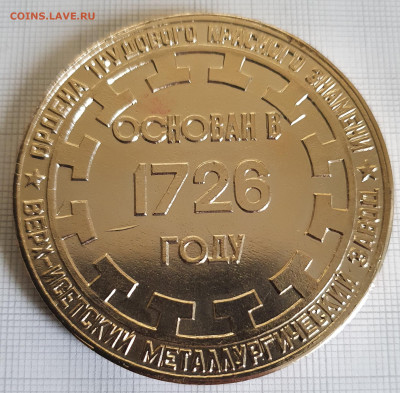 COINS.LAVE.RU
ОРДЕНА ТРУДОВОГО КРАСНОГО ЗНАМЕНИ
ОСНОВАН В
1726
ГОДУ
★ ВЕРХ-ИСЕТСКИЙ МЕТАЛЛУРГИЧЕСКИЙ ЗАВОД ★